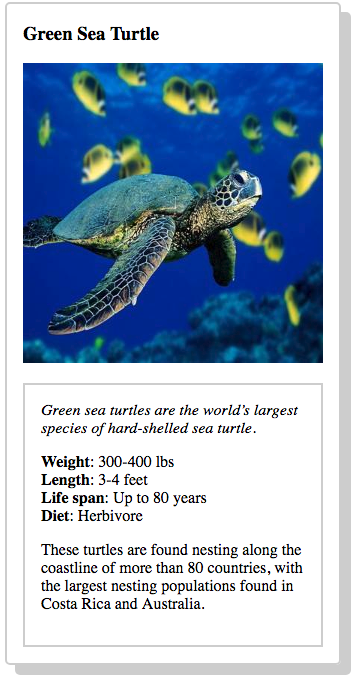 Green Sea Turtle
Green sea turtles are the world’s largest
species of hard-shelled sea turtle.
Weight: 300-400 lbs
Length: 3-4 feet
Life span: Up to 80 years
Diet: Herbivore
These turtles are found nesting along the
coastline of more than 80 countries, with
the largest nesting populations found in
Costa Rica and Australia.